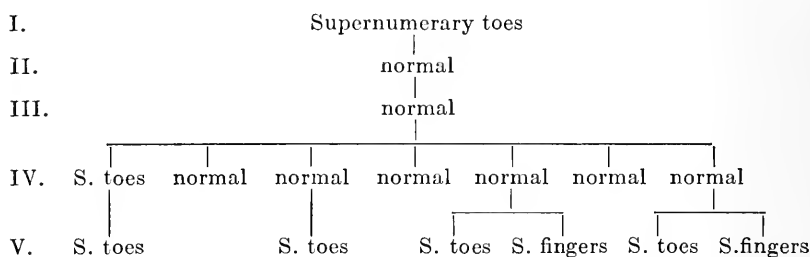 I. Supernumerary toes
II. normal
III. normal
IV. S. toes normal normal normal normal normal normal
V. S. toes S. toes S. toes S. fingers S. toes S.fingers